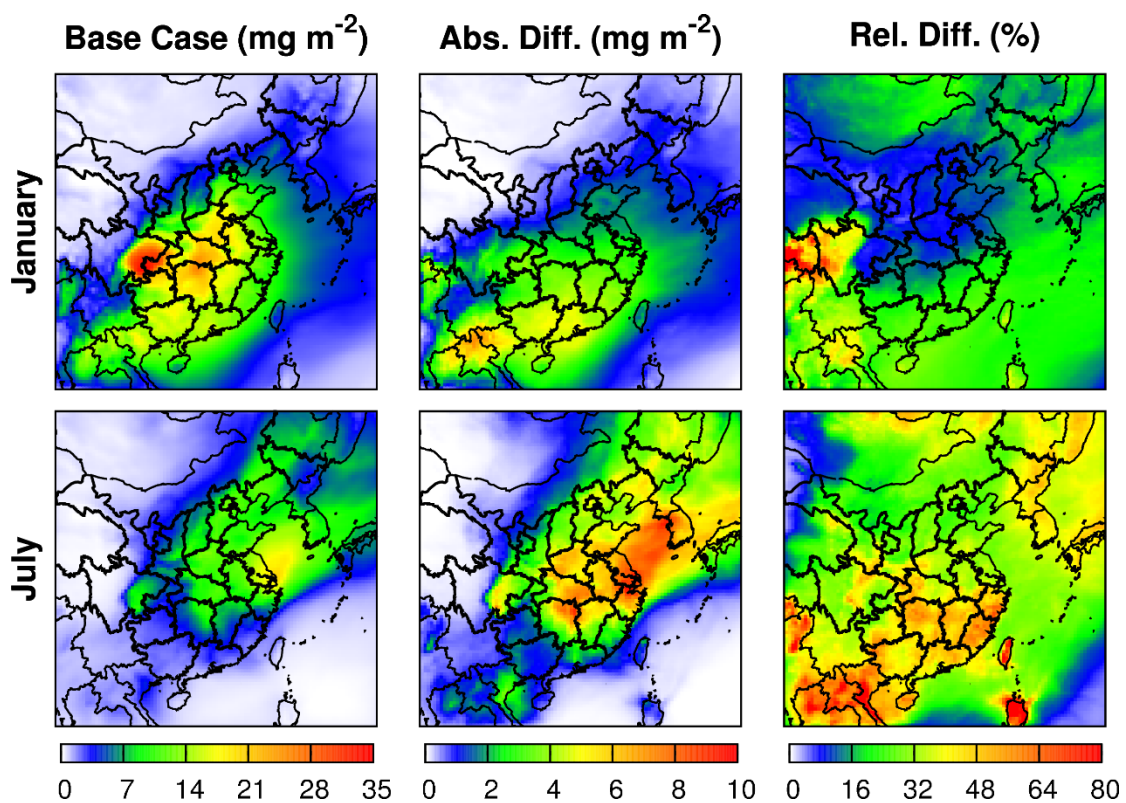 Base Case (mg m-2) Abs. Diff. (mg m-2) Rel. Diff. (%)
January
July
0 7 14 21 28 35 0 2 4 6 8 10 0 16 32 48 64 80